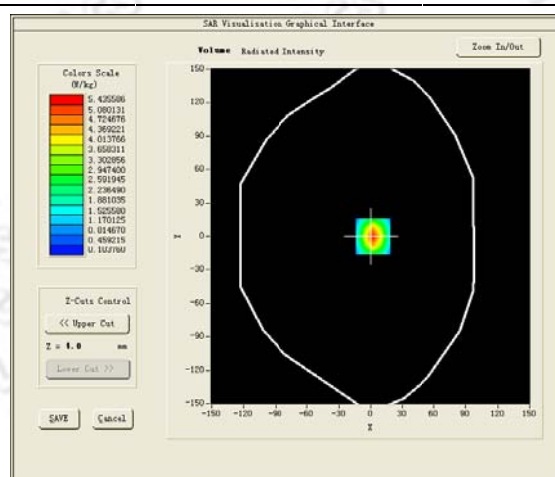 SAR Visualisation Graphical Interface
Volume Radiated Intensity
Zoom In/Out
Colors Scale
(W/kg)
5.435586
5.080131
4.724676
4.369221
4.013766
3.658311
3.302856
2.947400
2.591945
2.236490
1.881035
1.525580
1.170125
0.814670
0.459215
0.103760
Z-Cuts Control
<< Upper Cut
Z = 4.0 mm
Lower Cut >>
SAVE Cancel
150
120
90
60
30
0
-30
-60
-90
-120
-150
Y
-150 -120 -90 -60 -30 0 30 60 90 120 150
X